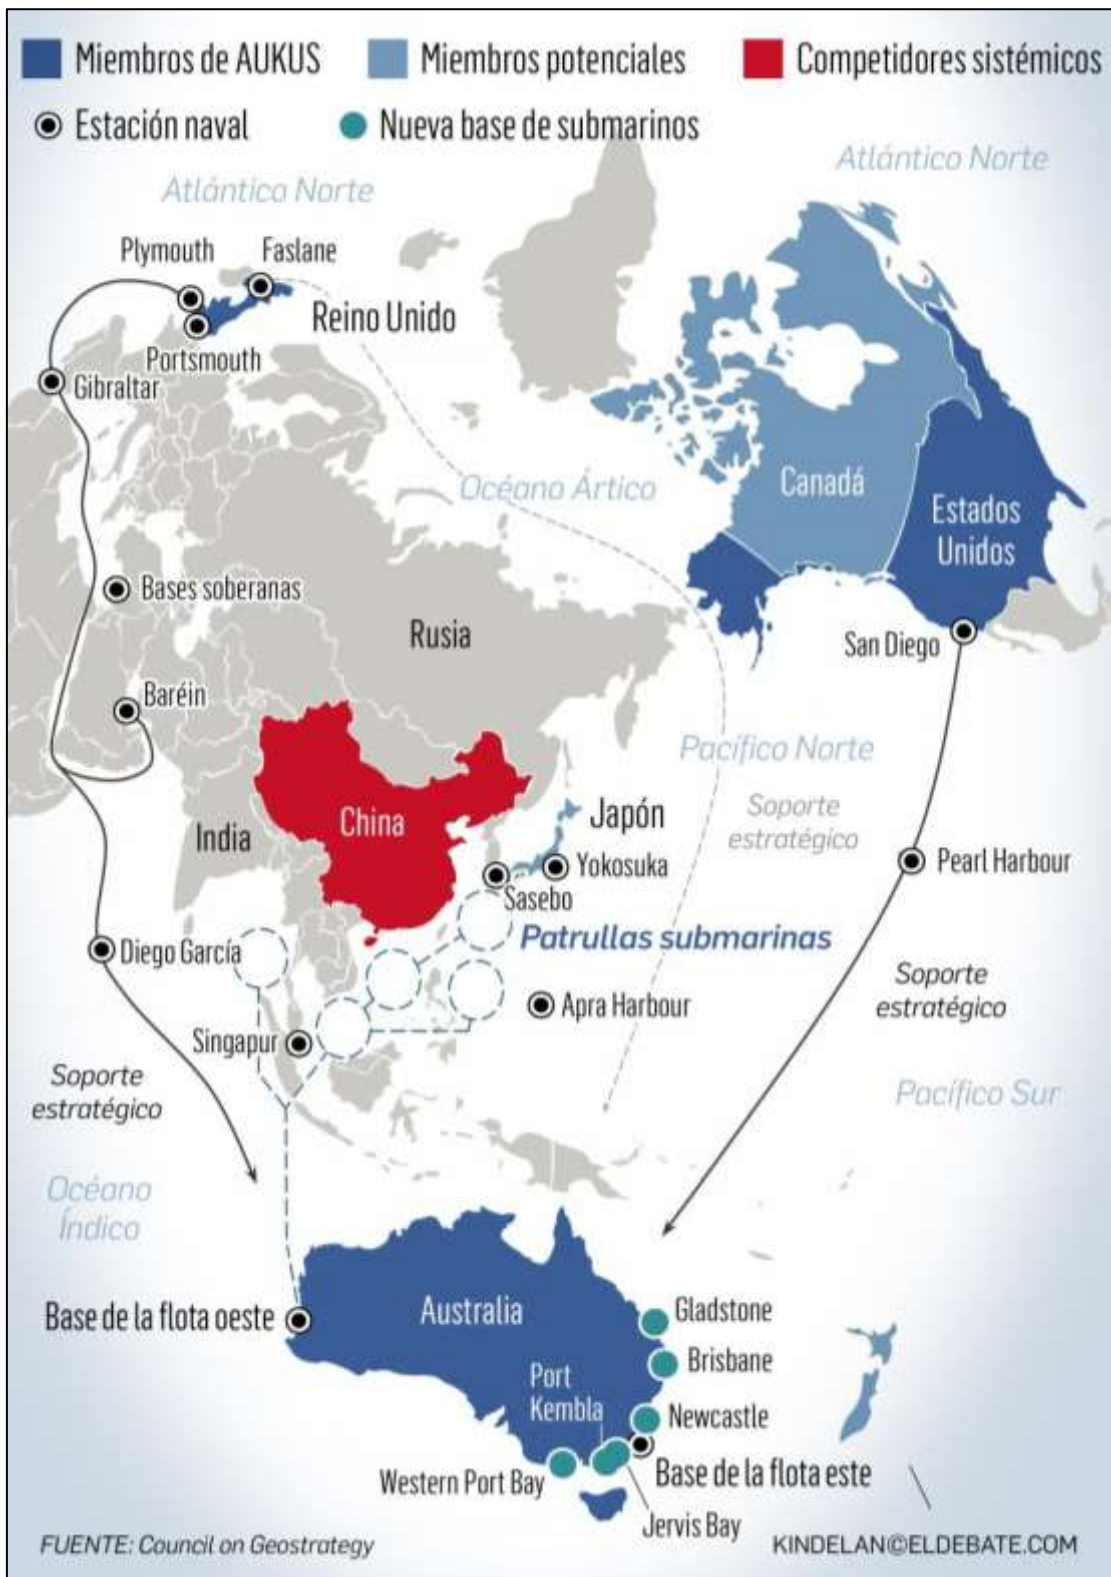 Miembros de AUKUS
Miembros potenciales
Competidores sistémicos
Estación naval
Nueva base de submarinos
Atlántico Norte
Atlántico Norte
Plymouth
Faslane
Reino Unido
Portsmouth
Gibraltar
Océano Ártico
Canadá
Estados
Unidos
Bases soberanas
Rusia
San Diego
Baréin
Pacífico Norte
Soporte
estratégico
China
India
Japón
Yokosuka
Sasebo
Pearl Harbour
Patrullas submarinas
Diego García
Apra Harbour
Soporte
estratégico
Singapur
Soporte
estratégico
Pacífico Sur
Océano
Índico
Base de la flota oeste
Australia
Gladstone
Brisbane
Port
Kembla
Newcastle
Western Port Bay
Base de la flota este
Jervis Bay
FUENTE: Council on Geostrategy
KINDELAN©ELDEBATE.COM